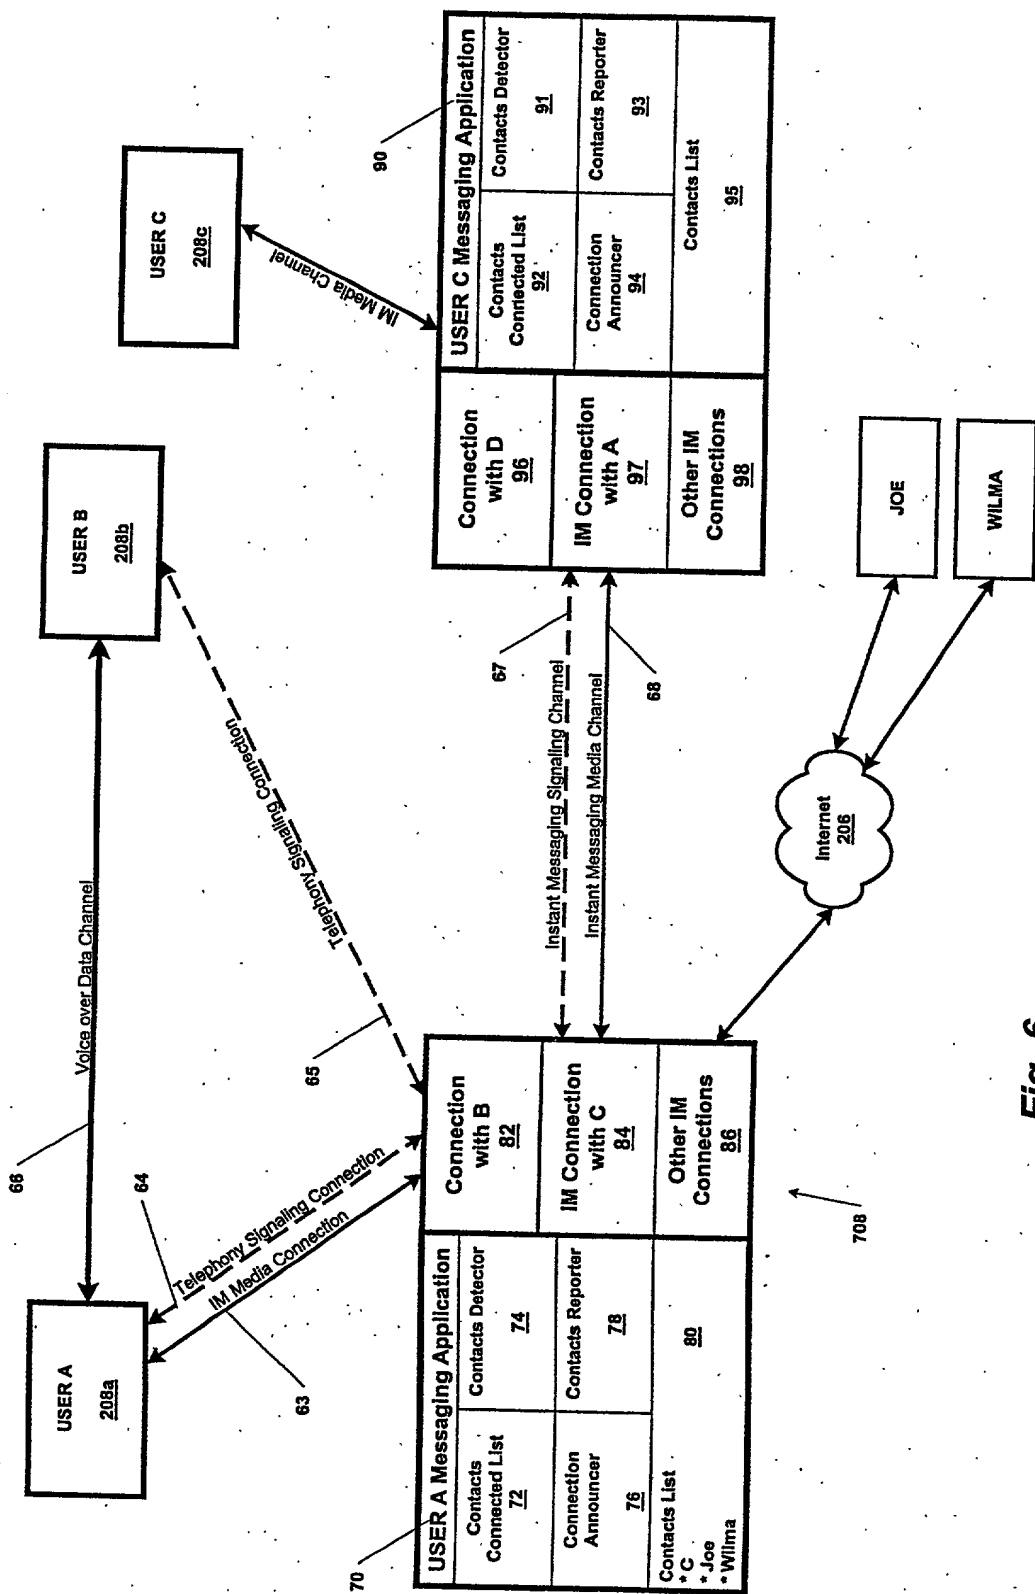 66
Voice over Data Channel
USER A
208a
USER B
208b
USER C
208c
64
Telephony Signaling Connection
IM Media Connection
63
65
Telephony Signaling Connection
IM Media Channel
70
USER A Messaging Application
Contacts
Connected List
72
Contacts Detector
74
Connection
Announcer
76
Contacts Reporter
78
Contacts List
* C
* Joe
* Wilma
80
Connection
with B
82
IM Connection
with C
84
Other IM
Connections
86
708
67
Instant Messaging Signaling Channel
Instant Messaging Media Channel
68
90
Connection
with D
96
IM Connection
with A
97
Other IM
Connections
98
USER C Messaging Application
Contacts
Connected List
92
Contacts Detector
91
Connection
Announcer
94
Contacts Reporter
93
Contacts List
95
Internet
206
JOE
WILMA